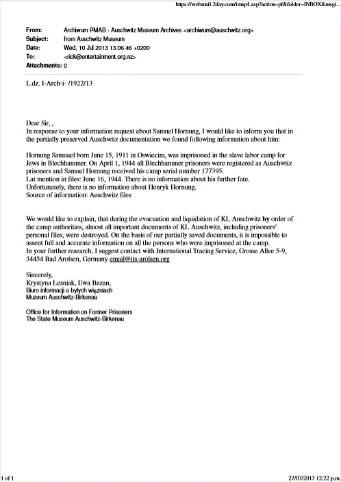 https://webmail.2day.com/imapd.asp?action=pf&folder=INBOX&msgi...
From: Archiwum PMAB - Auschwitz Museum Archives <archiwum@auschwitz.org>
Subject: from Auschwitz Museum
Date: Wed, 10 Jul 2013 13:06:46 +0200
To: <rick@entertainment.org.nz>
Attachments: 0
L.dz. I-Arch-i- /1922/13
Dear Sir, ,
In response to your information request about Samuel Hornung, I would like to inform you that in
the partially preserved Auschwitz documentation we found following information about him:
Hornung Samuael born June 15, 1911 in Oswiecim, was imprisoned in the slave labor camp for
Jews in Blechhammer. On April 1, 1944 all Blechhammer prisoners were registered as Auschwitz
prisoners and Samuel Hornung received his camp serial number 177395.
Lat mention in files: June 16, 1944. There is no information about his further fate.
Unfortunately, there is no information about Henryk Hornung.
Source of information: Auschwitz files
We would like to explain, that during the evacuation and liquidation of KL Auschwitz by order of
the camp authorities, almost all important documents of KL Auschwitz, including prisoners'
personal files, were destroyed. On the basis of our partially saved documents, it is impossible to
assent full and accurate information on all the persons who were imprisoned at the camp.
In your further research, I suggest contact with International Tracing Service, Grosse Allee 5-9,
34454 Bad Arolsen, Germany email@its-arolsen.org
Sincerely,
Krystyna Lesniak, Ewa Bazan,
Biuro informacji o byłych więźniach
Muzeum Auschwitz-Birkenau
Office for Information on Former Prisoners
The State Museum Auschwitz-Birkenau
1 of 1
27/07/2013 12:22 p.m.